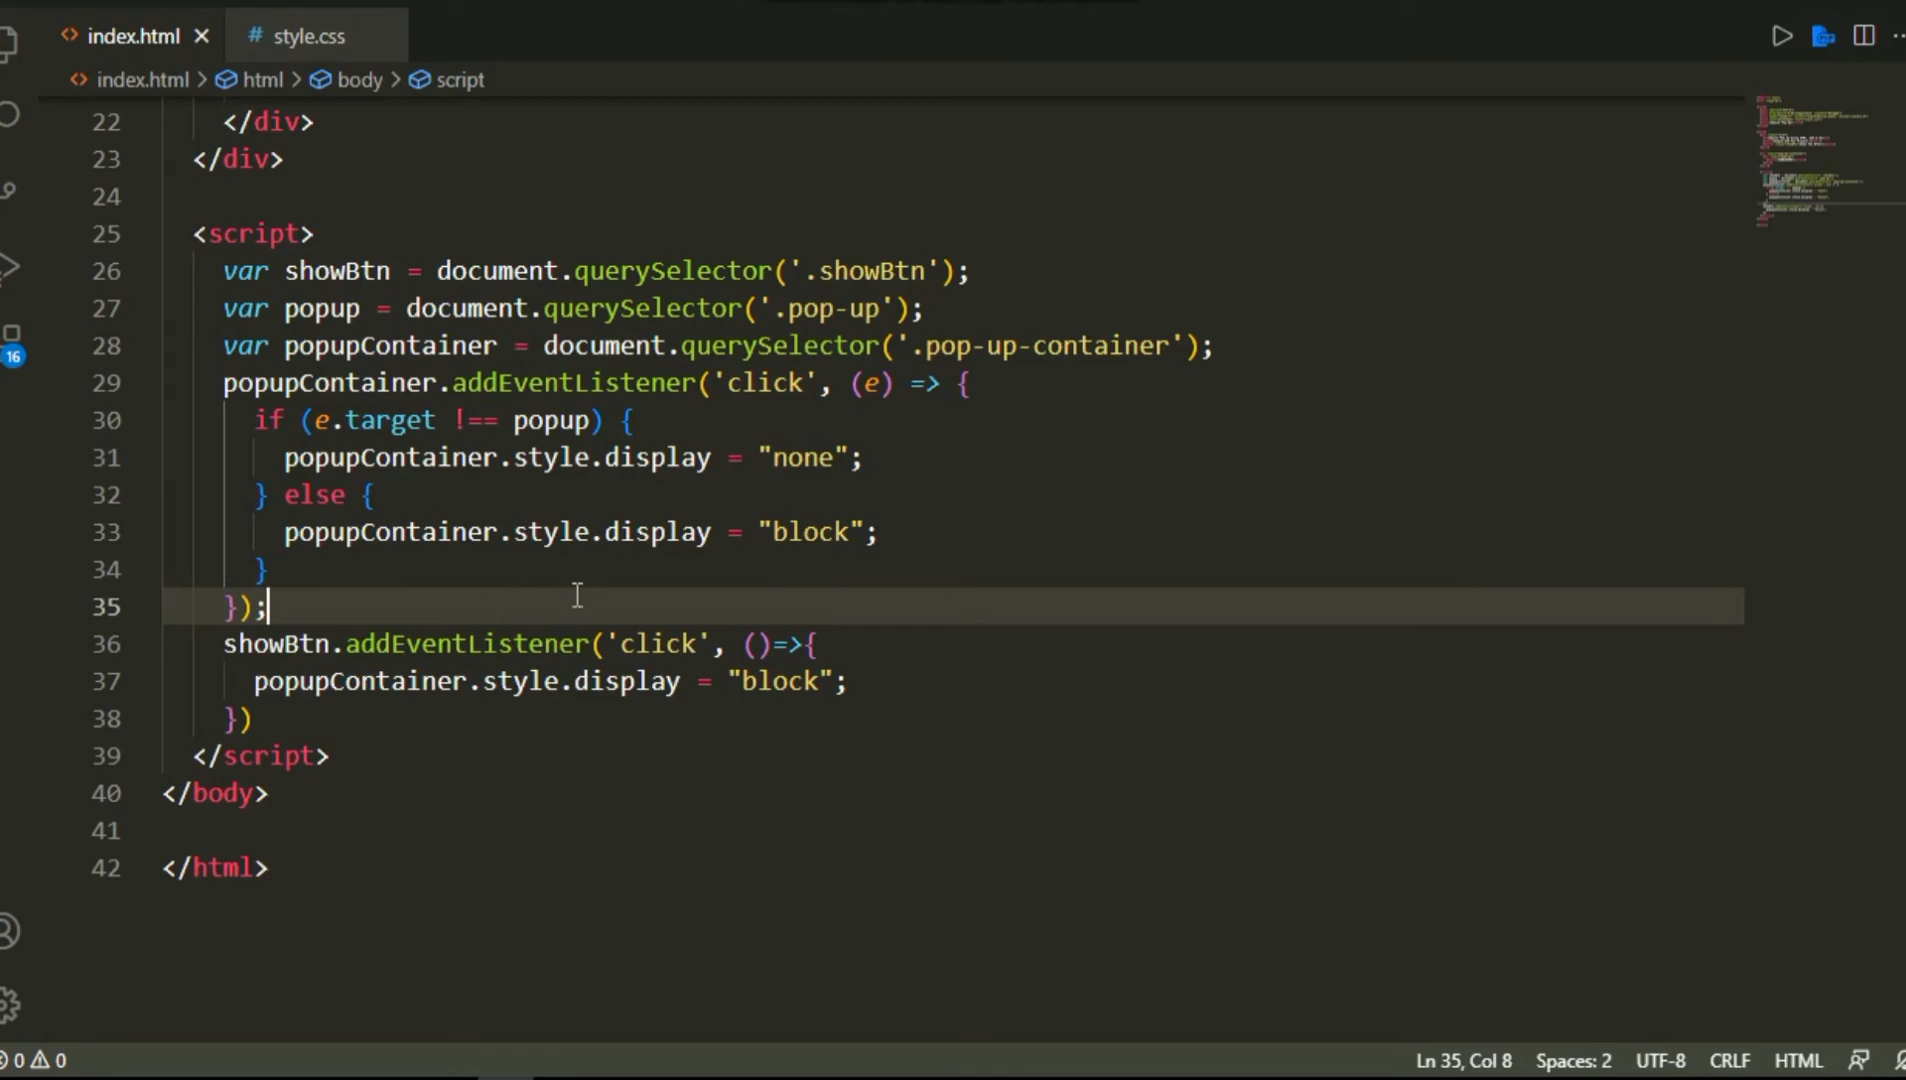 index.html
style.css
index.html > html > body > script
22 </div>
23 </div>
24
25 <script>
26 var showBtn = document.querySelector('.showBtn');
27 var popup = document.querySelector('.pop-up');
28 var popupContainer = document.querySelector('.pop-up-container');
29 popupContainer.addEventListener('click', (e) => {
30 if (e.target !== popup) {
31 popupContainer.style.display = "none";
32 } else {
33 popupContainer.style.display = "block";
34 }
35 });
36 showBtn.addEventListener('click', ()=>{
37 popupContainer.style.display = "block";
38 })
39 </script>
40 </body>
41
42 </html>
16
0 0
Ln 35, Col 8
Spaces: 2
UTF-8
CRLF
HTML